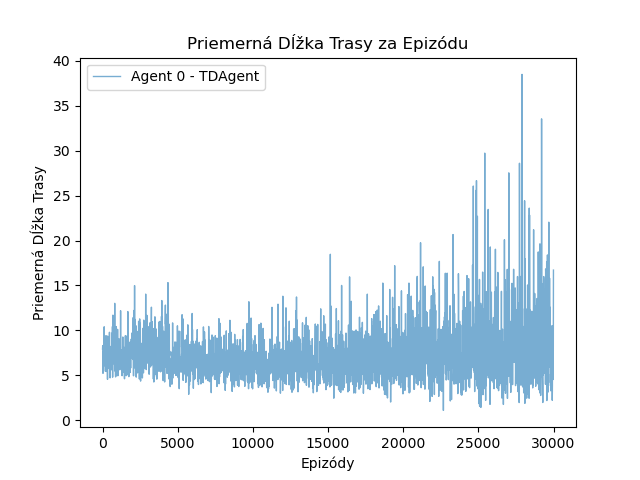 Priemerná Dĺžka Trasy za Epizódu
Agent 0 - TDAgent
Priemerná Dĺžka Trasy
40
35
30
25
20
15
10
5
0
0 5000 10000 15000 20000 25000 30000
Epizódy